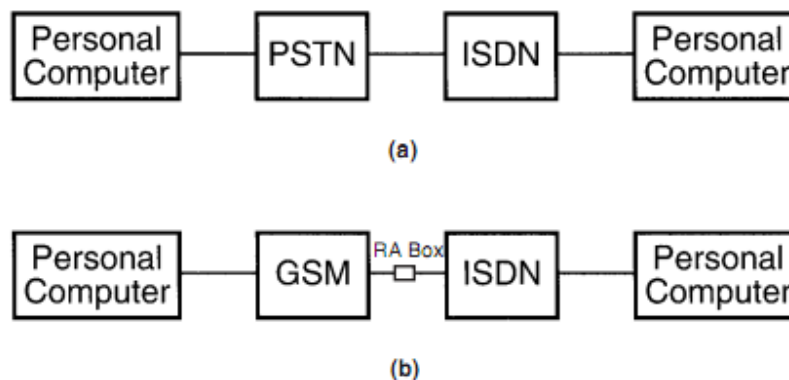 Personal
Computer
PSTN
ISDN
Personal
Computer
(a)
Personal
Computer
GSM
RA Box
ISDN
Personal
Computer
(b)